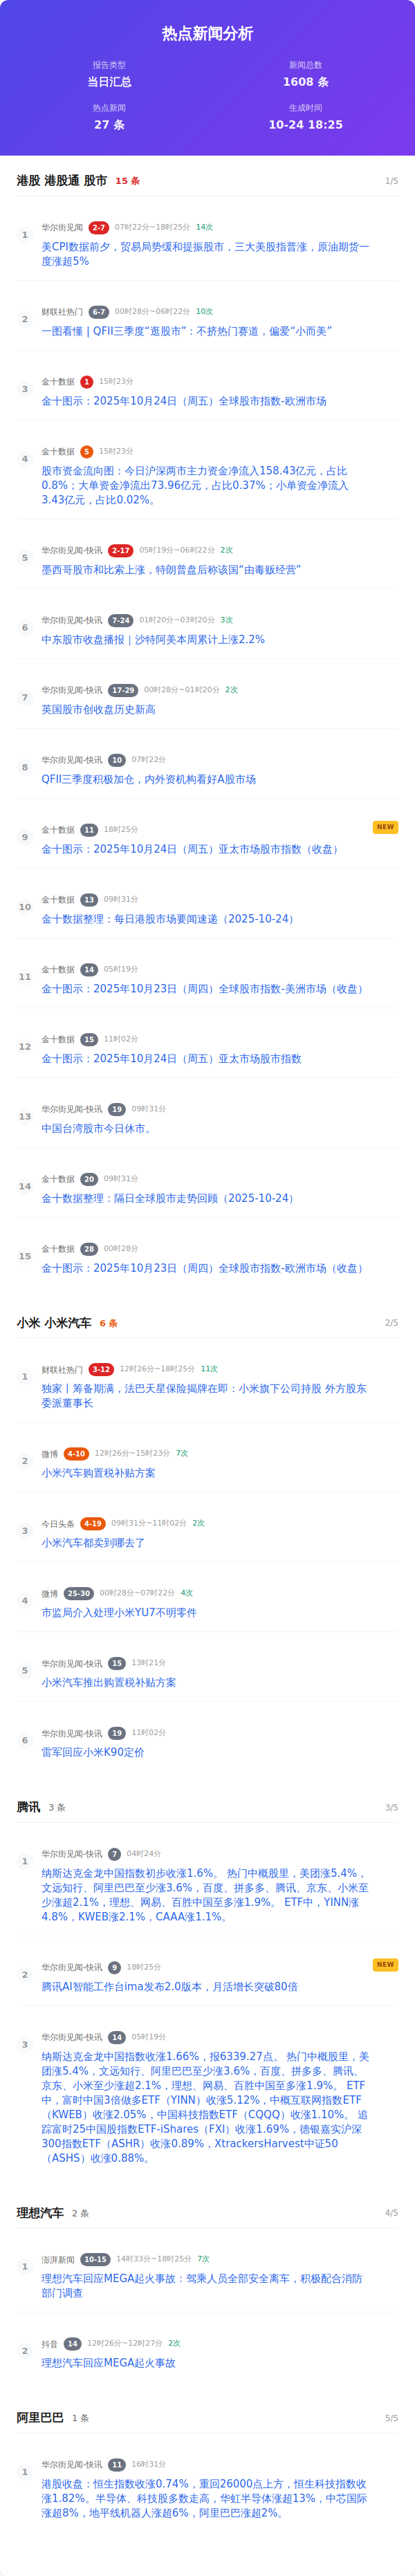 热点新闻分析
报告类型
当日汇总
新闻总数
1608 条
热点新闻
27 条
生成时间
10-24 18:25
港股 港股通 股市 15 条 1/5
1
华尔街见闻 2-7 07时22分~18时25分 14次
美CPI数据前夕，贸易局势缓和提振股市，三大美股指普涨，原油期货一
度涨超5%
2
财联社热门 6-7 00时28分~06时22分 10次
一图看懂 | QFII三季度“逛股市”：不挤热门赛道，偏爱“小而美”
3
金十数据 1 15时23分
金十图示：2025年10月24日（周五）全球股市指数-欧洲市场
4
金十数据 5 15时23分
股市资金流向图：今日沪深两市主力资金净流入158.43亿元，占比
0.8%；大单资金净流出73.96亿元，占比0.37%；小单资金净流入
3.43亿元，占比0.02%。
5
华尔街见闻-快讯 2-17 05时19分~06时22分 2次
墨西哥股市和比索上涨，特朗普盘后称该国“由毒贩经营”
6
华尔街见闻-快讯 7-24 01时20分~03时20分 3次
中东股市收盘播报｜沙特阿美本周累计上涨2.2%
7
华尔街见闻-快讯 17-29 00时28分~01时20分 2次
英国股市创收盘历史新高
8
华尔街见闻-快讯 10 07时22分
QFII三季度积极加仓，内外资机构看好A股市场
9
金十数据 11 18时25分
NEW
金十图示：2025年10月24日（周五）亚太市场股市指数（收盘）
10
金十数据 13 09时31分
金十数据整理：每日港股市场要闻速递（2025-10-24）
11
金十数据 14 05时19分
金十图示：2025年10月23日（周四）全球股市指数-美洲市场（收盘）
12
金十数据 15 11时02分
金十图示：2025年10月24日（周五）亚太市场股市指数
13
华尔街见闻-快讯 19 09时31分
中国台湾股市今日休市。
14
金十数据 20 09时31分
金十数据整理：隔日全球股市走势回顾（2025-10-24）
15
金十数据 28 00时28分
金十图示：2025年10月23日（周四）全球股市指数-欧洲市场（收盘）
小米 小米汽车 6 条 2/5
1
财联社热门 3-12 12时26分~18时25分 11次
独家丨筹备期满，法巴天星保险揭牌在即：小米旗下公司持股 外方股东
委派董事长
2
微博 4-10 12时26分~15时23分 7次
小米汽车购置税补贴方案
3
今日头条 4-19 09时31分~11时02分 2次
小米汽车都卖到哪去了
4
微博 25-30 00时28分~07时22分 4次
市监局介入处理小米YU7不明零件
5
华尔街见闻-快讯 15 13时21分
小米汽车推出购置税补贴方案
6
华尔街见闻-快讯 19 11时02分
雷军回应小米K90定价
腾讯 3 条 3/5
1
华尔街见闻-快讯 7 04时24分
纳斯达克金龙中国指数初步收涨1.6%。 热门中概股里，美团涨5.4%，
文远知行、阿里巴巴至少涨3.6%，百度、拼多多、腾讯、京东、小米至
少涨超2.1%，理想、网易、百胜中国至多涨1.9%。 ETF中，YINN涨
4.8%，KWEB涨2.1%，CAAA涨1.1%。
2
华尔街见闻-快讯 9 18时25分
NEW
腾讯AI智能工作台ima发布2.0版本，月活增长突破80倍
3
华尔街见闻-快讯 14 05时19分
纳斯达克金龙中国指数收涨1.66%，报6339.27点。 热门中概股里，美
团涨5.4%，文远知行、阿里巴巴至少涨3.6%，百度、拼多多、腾讯、
京东、小米至少涨超2.1%，理想、网易、百胜中国至多涨1.9%。 ETF
中，富时中国3倍做多ETF（YINN）收涨5.12%，中概互联网指数ETF
（KWEB）收涨2.05%，中国科技指数ETF（CQQQ）收涨1.10%。 追
踪富时25中国股指数ETF-iShares（FXI）收涨1.69%，德银嘉实沪深
300指数ETF（ASHR）收涨0.89%，XtrackersHarvest中证50
（ASHS）收涨0.88%。
理想汽车 2 条 4/5
1
澎湃新闻 10-15 14时33分~18时25分 7次
理想汽车回应MEGA起火事故：驾乘人员全部安全离车，积极配合消防
部门调查
2
抖音 14 12时26分~12时27分 2次
理想汽车回应MEGA起火事故
阿里巴巴 1 条 5/5
1
华尔街见闻-快讯 11 16时31分
港股收盘：恒生指数收涨0.74%，重回26000点上方，恒生科技指数收
涨1.82%。半导体、科技股多数走高，华虹半导体涨超13%，中芯国际
涨超8%，地平线机器人涨超6%，阿里巴巴涨超2%。